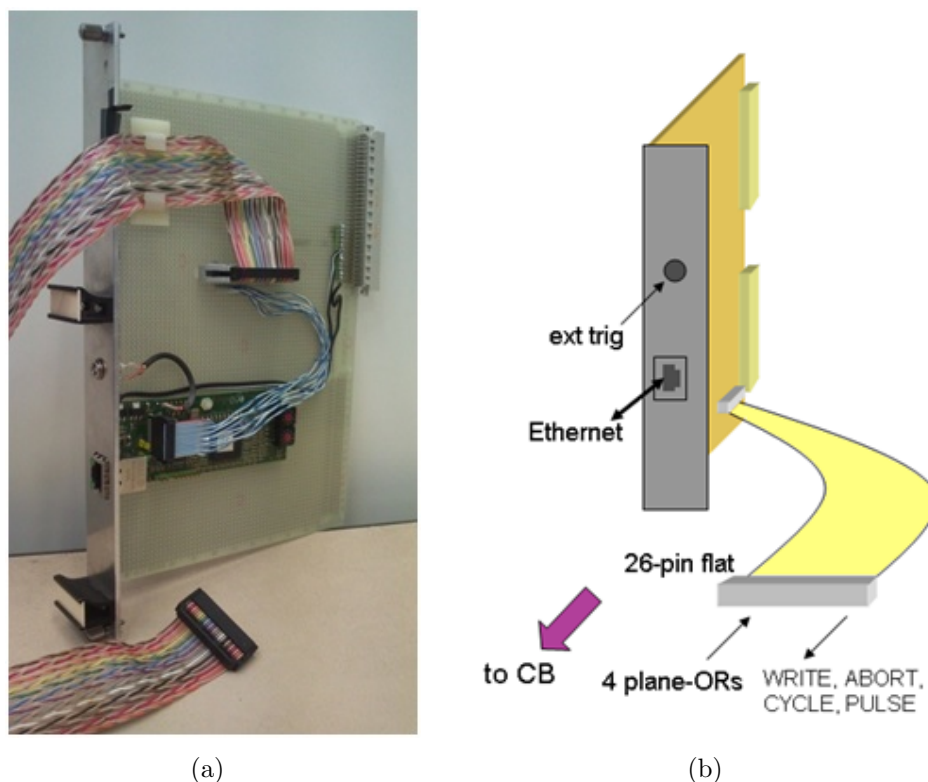 ext trig
Ethernet
26-pin flat
to CB
4 plane-ORs
WRITE, ABORT,
CYCLE, PULSE
(a)
(b)